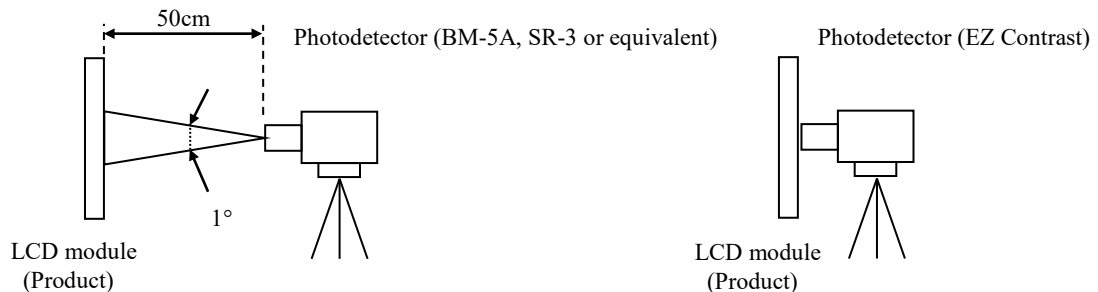 50cm
Photodetector (BM-5A, SR-3 or equivalent)
1°
LCD module
(Product)
Photodetector (EZ Contrast)
LCD module
(Product)